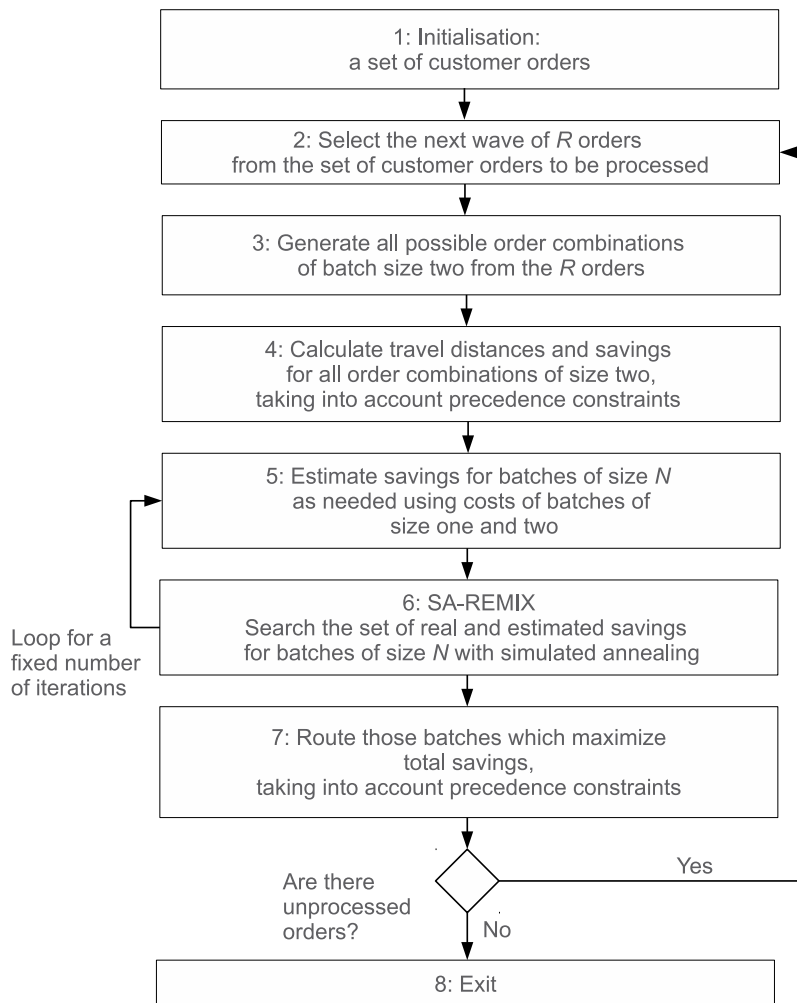 1: Initialisation:
a set of customer orders
2: Select the next wave of R orders
from the set of customer orders to be processed
3: Generate all possible order combinations
of batch size two from the R orders
4: Calculate travel distances and savings
for all order combinations of size two,
taking into account precedence constraints
5: Estimate savings for batches of size N
as needed using costs of batches of
size one and two
6: SA-REMIX
Search the set of real and estimated savings
for batches of size N with simulated annealing
Loop for a
fixed number
of iterations
7: Route those batches which maximize
total savings,
taking into account precedence constraints
Are there
unprocessed
orders?
Yes
No
8: Exit